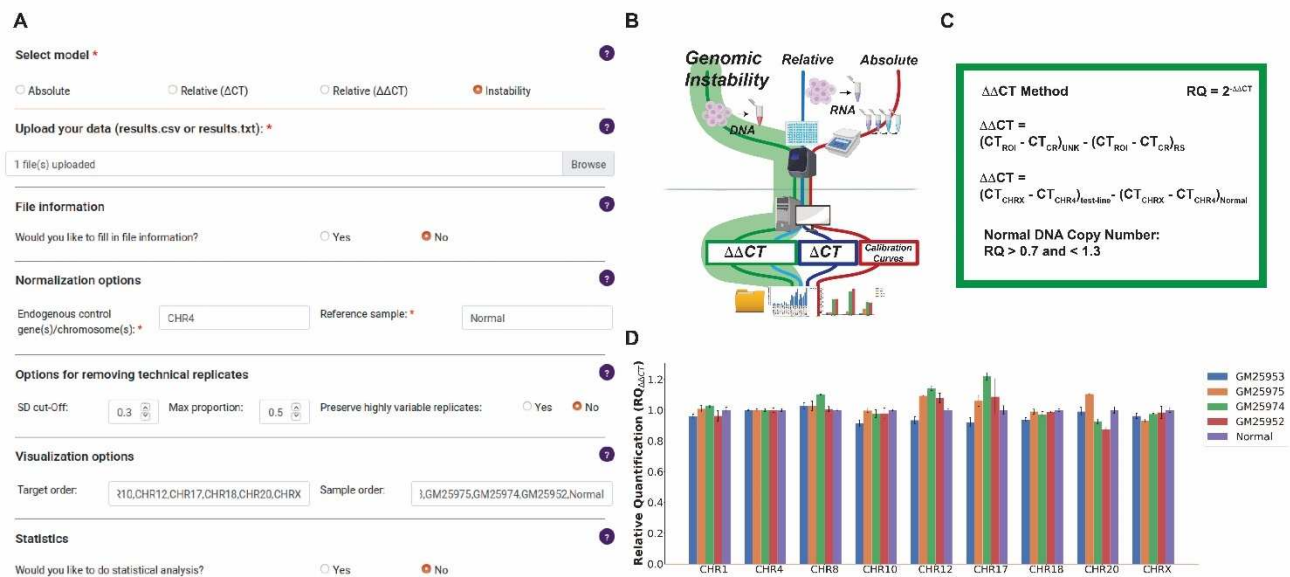 A
Select model *
?
Absolute
Relative (ΔCT)
Relative (ΔΔCT)
Instability
Upload your data (results.csv or results.txt): *
?
1 file(s) uploaded
Browse
File information
?
Would you like to fill in file information?
Yes
No
Normalization options
?
Endogenous control gene(s)/chromosome(s): *
CHR4
Reference sample: *
Normal
Options for removing technical replicates
?
SD cut-Off:
0.3
Max proportion:
0.5
Preserve highly variable replicates:
Yes
No
Visualization options
?
Target order:
R10,CHR12,CHR17,CHR18,CHR20,CHRX
Sample order:
,GM25975,GM25974,GM25952,Normal
Statistics
?
Would you like to do statistical analysis?
Yes
No
B
Genomic
Instability
Relative
Absolute
DNA
RNA
ΔΔCT
ΔCT
Calibration
Curves
C
ΔΔCT Method
RQ = 2^-ΔΔCT
ΔΔCT =
(CT_ROI - CT_CR)_UNK - (CT_ROI - CT_CR)_RS
ΔΔCT =
(CT_CHRX - CT_CHR4)_test-line- (CT_CHRX - CT_CHR4)_Normal
Normal DNA Copy Number:
RQ > 0.7 and < 1.3
D
Relative Quantification (RQ_ΔΔCT)
1.2
1.0
0.8
0.6
0.4
0.2
0.0
CHR1
CHR4
CHR8
CHR10
CHR12
CHR17
CHR18
CHR20
CHRX
GM25953
GM25975
GM25974
GM25952
Normal